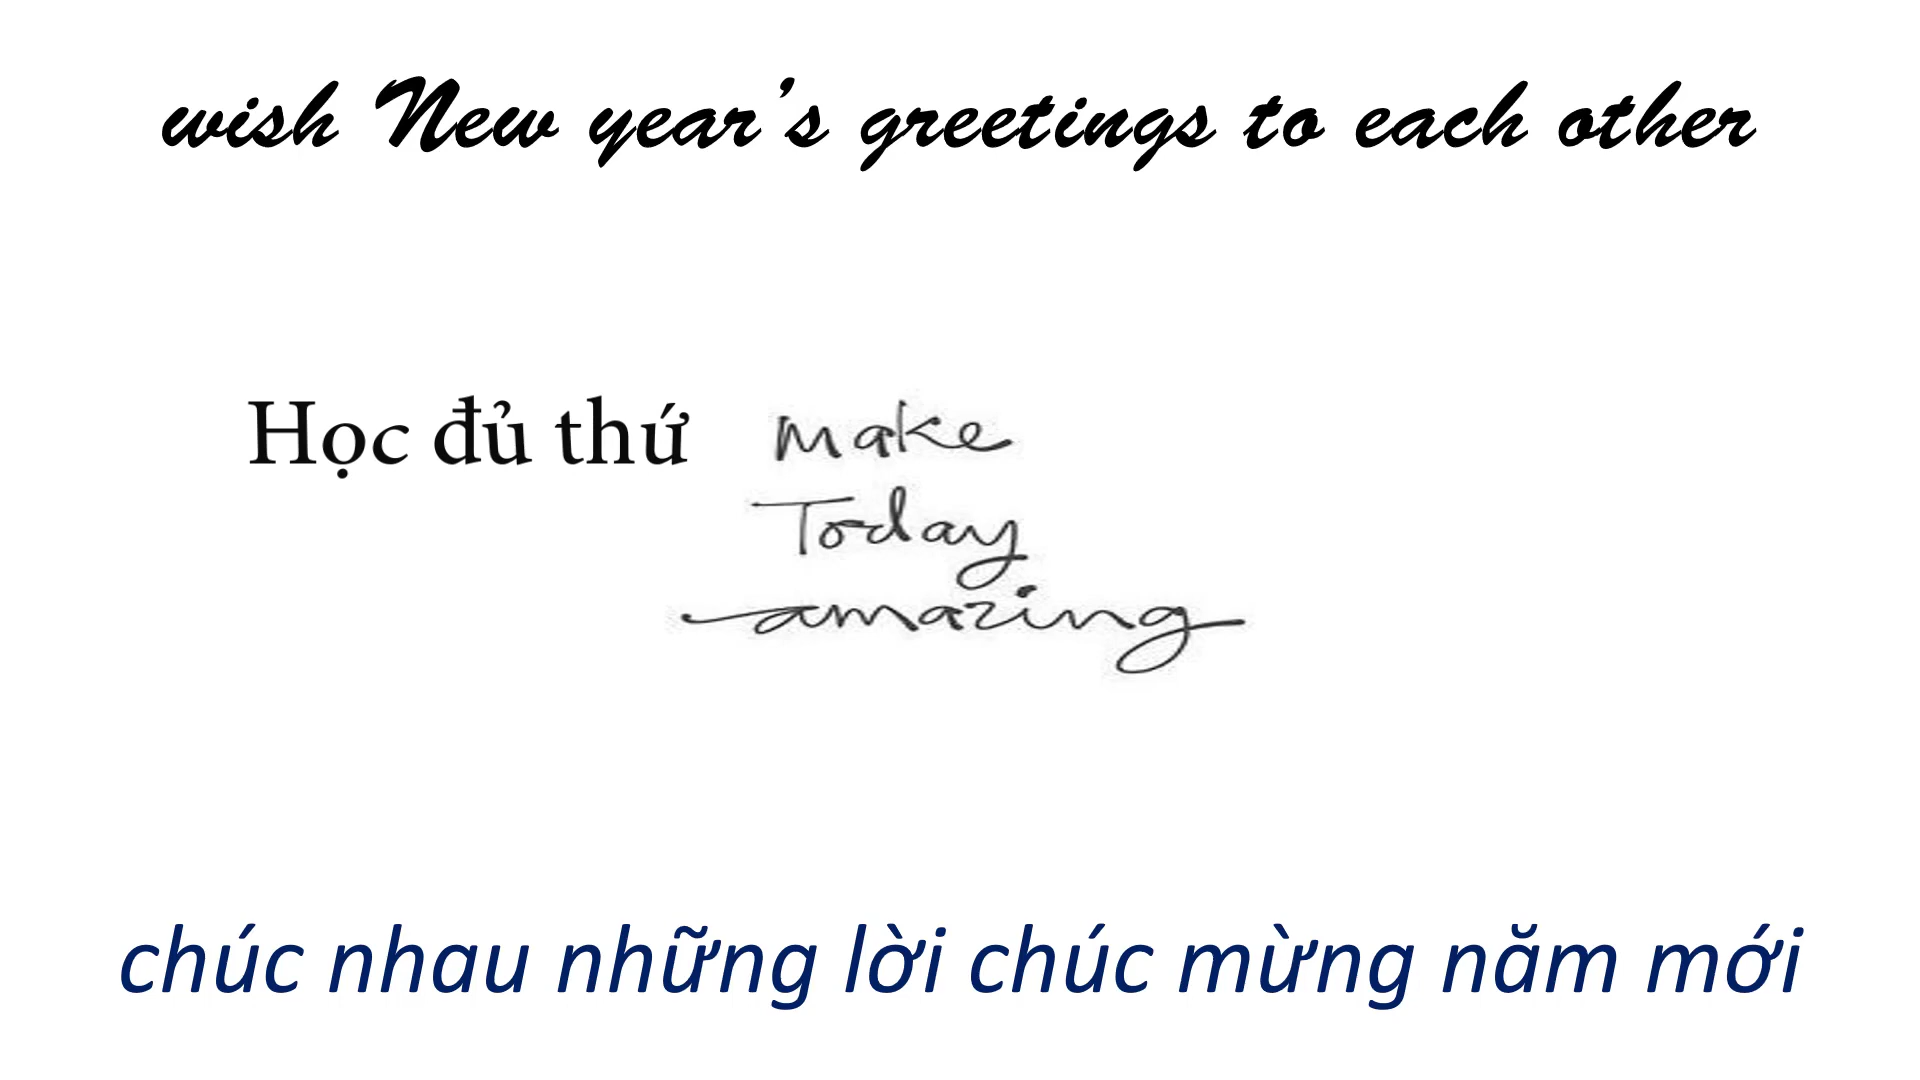 wish New year’s greetings to each other
Học đủ thứ
make
Today
amazing
chúc nhau những lời chúc mừng năm mới